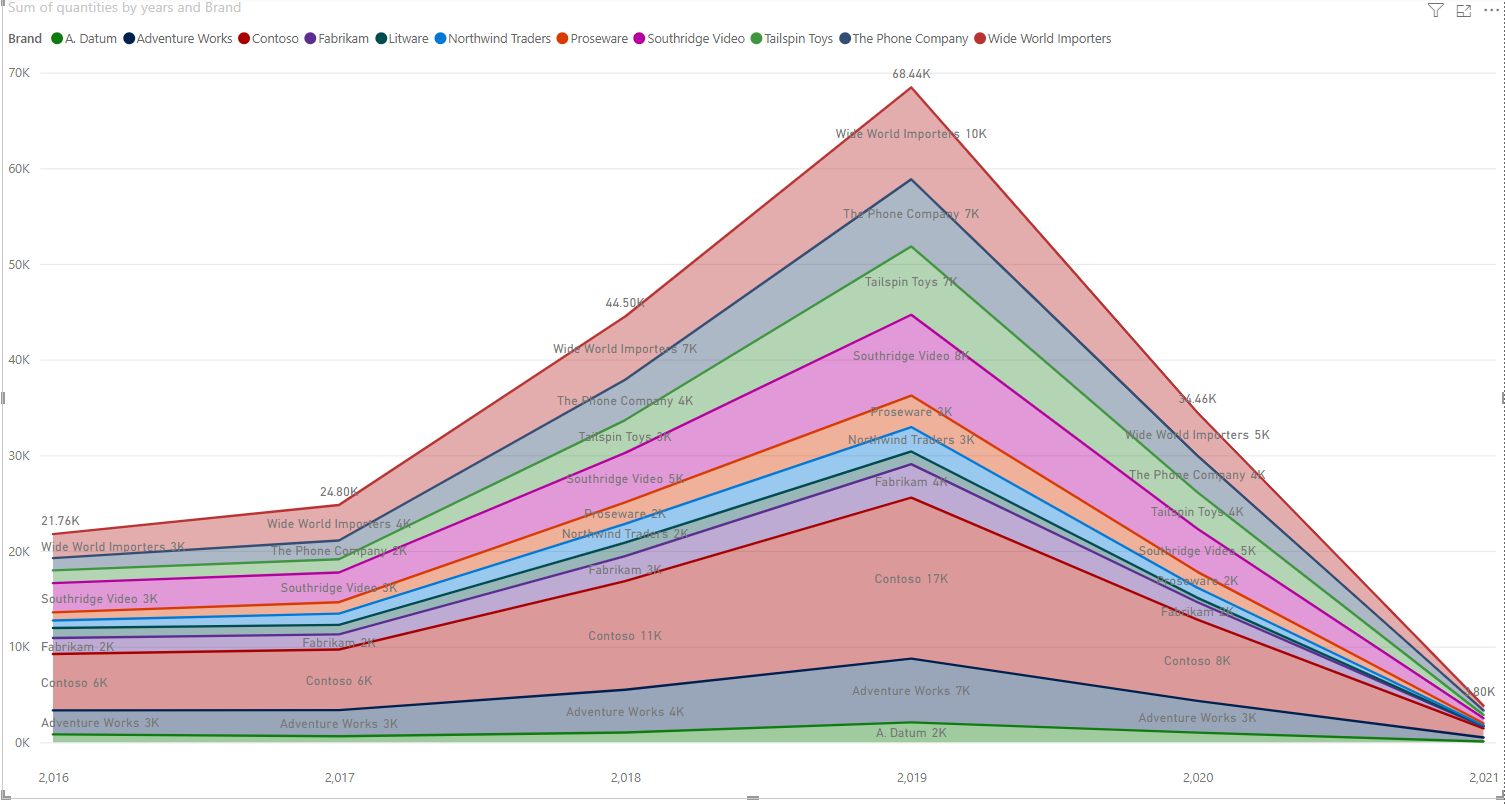 Sum of quantities by years and Brand
Brand A. Datum Adventure Works Contoso Fabrikam Litware Northwind Traders Proseware Southridge Video Tailspin Toys The Phone Company Wide World Importers
70K
68.44K
Wide World Importers 10K
60K
The Phone Company 7K
50K
Tailspin Toys 7K
44.50K
Wide World Importers 7K
Southridge Video 8K
40K
34.46K
The Phone Company 4K
Proseware 3K
Wide World Importers 5K
Tailspin Toys 3K
Northwind Traders 3K
30K
The Phone Company 4K
Southridge Video 5K
Fabrikam 4K
24.80K
Tailspin Toys 4K
Proseware 2K
21.76K
Wide World Importers 4K
Northwind Traders 2K
Wide World Importers 3K
20K
The Phone Company 2K
Southridge Video 5K
Fabrikam 3K
Contoso 17K
Proseware 2K
Southridge Video 3K
Southridge Video 3K
Fabrikam 2K
Contoso 11K
Fabrikam 2K
Fabrikam
10K
Contoso 8K
Contoso 6K
Contoso 6K
Adventure Works 7K
.80K
Adventure Works 4K
Adventure Works 3K
Adventure Works 3K
Adventure Works 3K
A. Datum 2K
0K
2,016 2,017 2,018 2,019 2,020 2,021